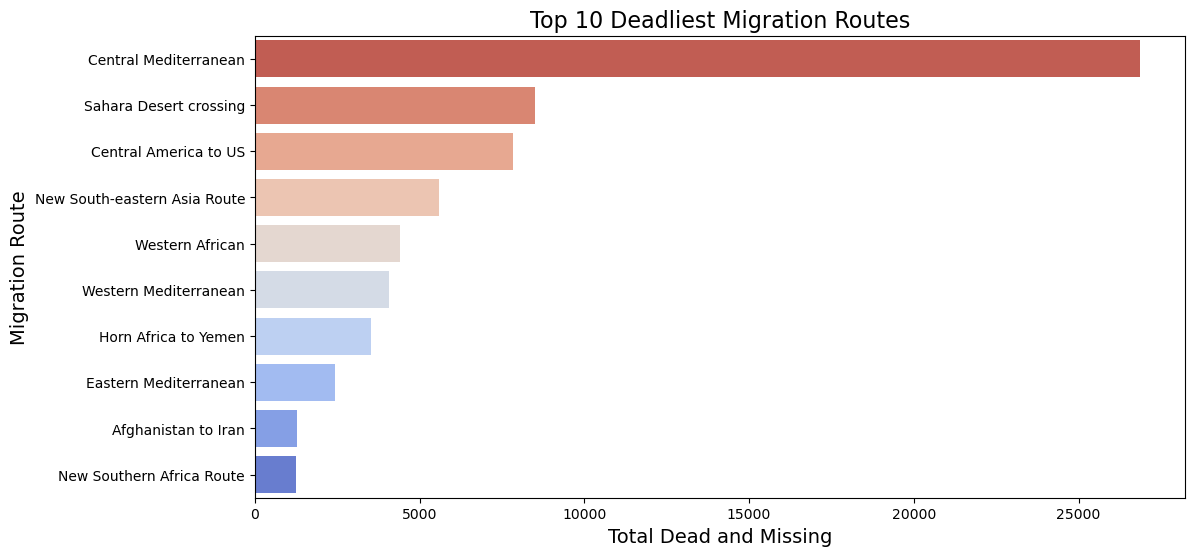 Top 10 Deadliest Migration Routes
Migration Route
Central Mediterranean
Sahara Desert crossing
Central America to US
New South-eastern Asia Route
Western African
Western Mediterranean
Horn Africa to Yemen
Eastern Mediterranean
Afghanistan to Iran
New Southern Africa Route
0 5000 10000 15000 20000 25000
Total Dead and Missing